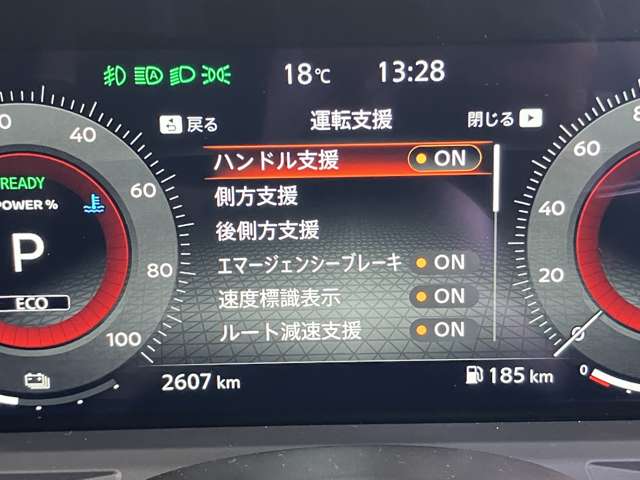 18℃ 13:28
戻る 運転支援 閉じる
ハンドル支援 ON
側方支援
後側方支援
エマージェンシーブレーキ ON
速度標識表示 ON
ルート減速支援 ON
2607 km 185 km
40
60
80
100
READY
POWER %
P
ECO
80
60
40
20
0
0